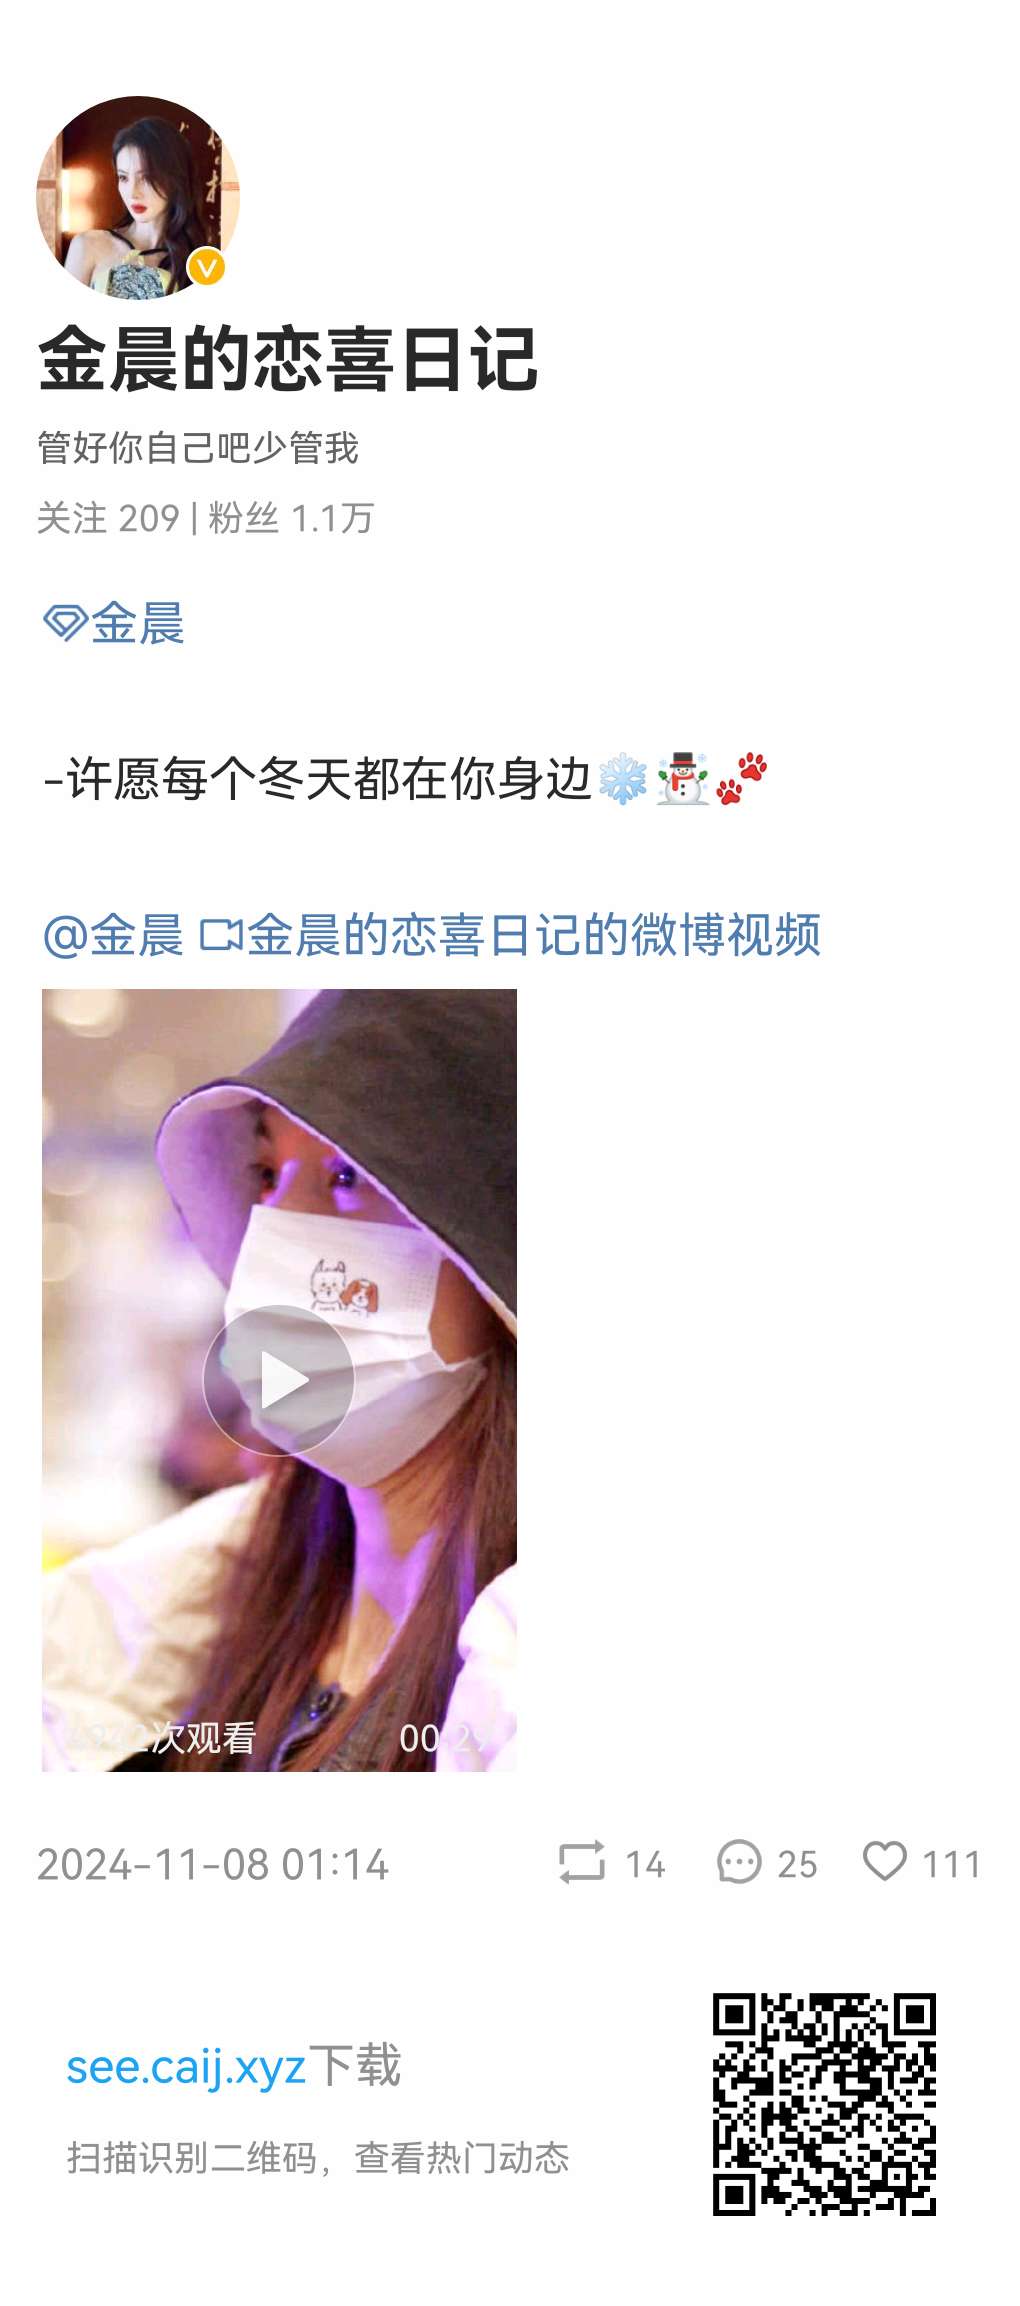 金晨的恋喜日记
管好你自己吧少管我
关注 209 | 粉丝 1.1万
金晨
-许愿每个冬天都在你身边
@金晨 金晨的恋喜日记的微博视频
次观看 00:29
2024-11-08 01:14 14 25 111
see.caij.xyz下载
扫描识别二维码，查看热门动态